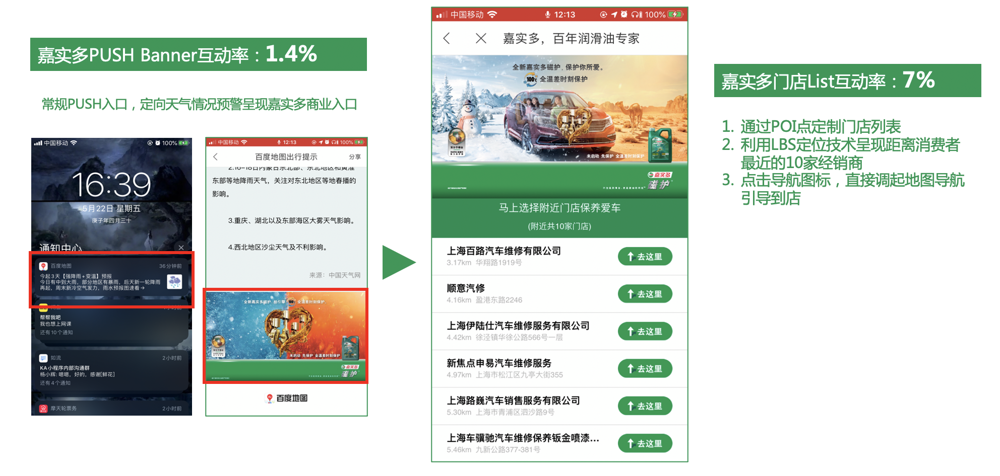 嘉实多PUSH Banner互动率：1.4%
常规PUSH入口，定向天气情况预警呈现嘉实多商业入口
中国移动
100%
16:39
5月22日 星期五
庚子年四月三十
通知中心
百度地图
36分钟前
今起3天【强降雨+变温】预报
今日有中到大雨，部分地区有暴雨，后天新一轮降雨
再起，周末新冷空气发力，雨水预报图速看→
帮帮我吧
我也想上网课
还有10个通知
如流
2小时前
KA小程序内部沟通群
杨小辉: 嗯嗯，好的，感谢[鲜花]
还有4个通知
摩天轮票务
2小时前
中国移动
12:13
100%
百度地图出行提示
分享
2.16-18日内蒙古东北部、东北地区和黄淮
东部等地降雨天气，关注对东北地区等地春播的
影响。
3.重庆、湖北以及东部海区大雾天气影响。
4.西北地区沙尘天气及不利影响。
来源：中国天气网
全新嘉实多磁护，给引擎100℃全温差时刻保护。
未启动 先保护 全温差时刻保护
嘉实多
磁护
百度地图
中国移动
12:13
100%
嘉实多，百年润滑油专家
全新嘉实多磁护，保护你所爱。
100℃全温差时刻保护
未启动 先保护 全温差时刻保护
嘉实多
磁护
马上选择附近门店保养爱车
(附近共10家门店)
上海百路汽车维修有限公司
3.17km 华翔路1919号
去这里
顺意汽修
4.16km 盈港东路2246
去这里
上海伊陆仕汽车维修服务有限公司
4.42km 徐泾镇华徐公路566号一层
去这里
新焦点申易汽车维修服务
4.97km 上海市松江区九亭大街355
去这里
上海路巍汽车销售服务有限公司
5.30km 上海市青浦区泗沙路9号
去这里
上海车骥驰汽车维修保养钣金喷漆...
5.46km 九新公路377-381号
去这里
嘉实多门店List互动率：7%
1. 通过POI点定制门店列表
2. 利用LBS定位技术呈现距离消费者
最近的10家经销商
3. 点击导航图标，直接调起地图导航
引导到店